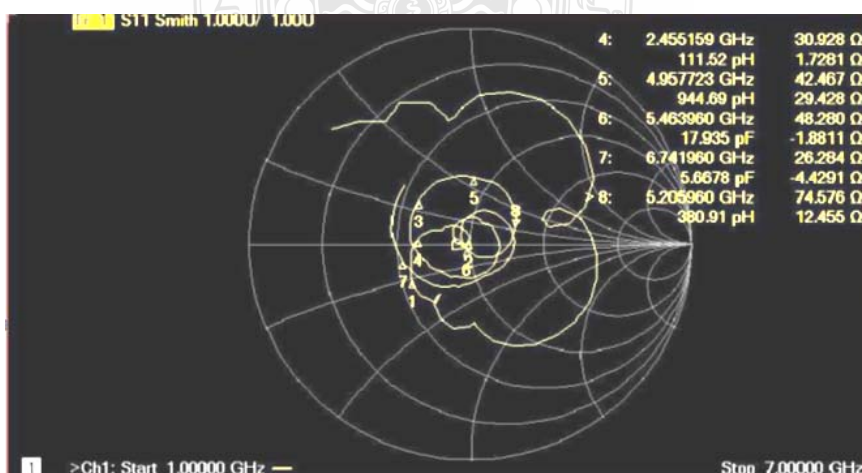 Tr 1 S11 Smith 1.000U/ 1.00U
4: 2.455159 GHz 30.928 Ω
111.52 pH 1.7281 Ω
5: 4.957723 GHz 42.467 Ω
944.69 pH 29.428 Ω
6: 5.463960 GHz 48.280 Ω
17.935 pF -1.8811 Ω
7: 6.741960 GHz 26.284 Ω
5.6678 pF -4.4291 Ω
>8: 5.205960 GHz 74.576 Ω
380.91 pH 12.455 Ω
5
8
3
4
2
6
7
1
1 >Ch1: Start 1.00000 GHz
Stop 7.00000 GHz